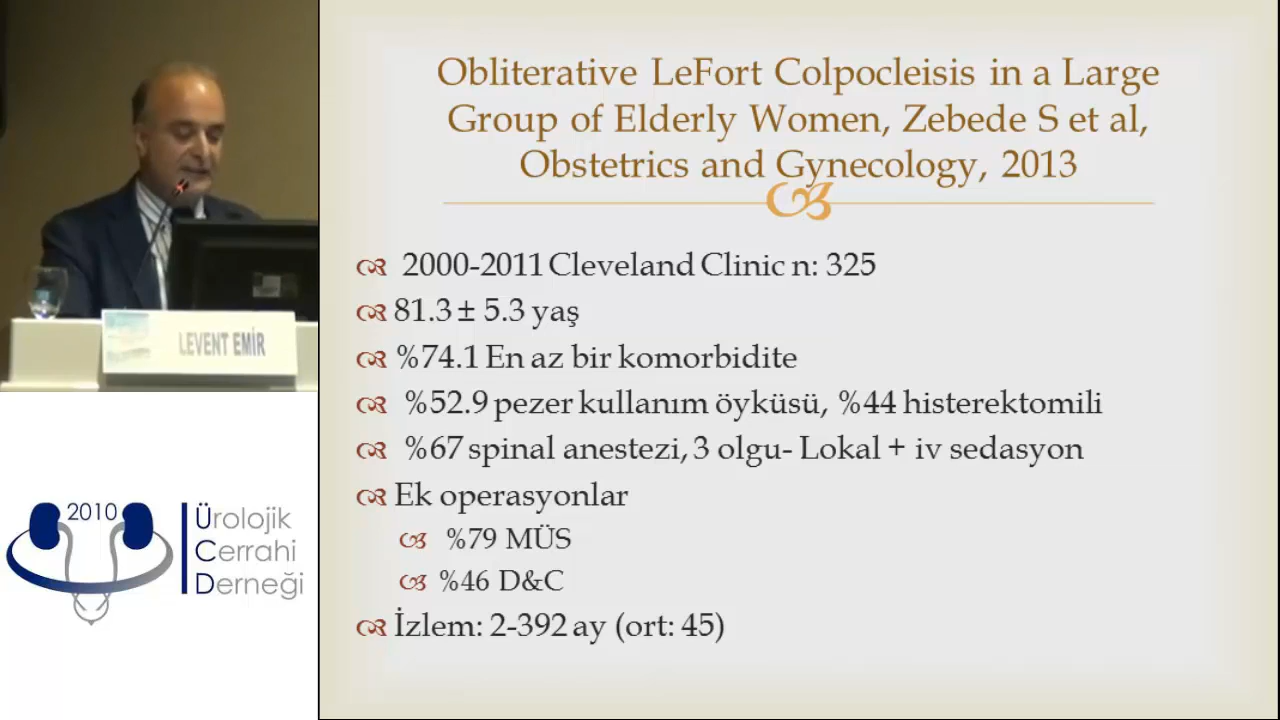 Obliterative LeFort Colpocleisis in a Large
Group of Elderly Women, Zebede S et al,
Obstetrics and Gynecology, 2013
2000-2011 Cleveland Clinic n: 325
81.3 ± 5.3 yaş
%74.1 En az bir komorbidite
%52.9 pezer kullanım öyküsü, %44 histerektomili
%67 spinal anestezi, 3 olgu- Lokal + iv sedasyon
Ek operasyonlar
%79 MÜS
%46 D&C
İzlem: 2-392 ay (ort: 45)
LEVENT EMİR
2010
Ürolojik
Cerrahi
Derneği